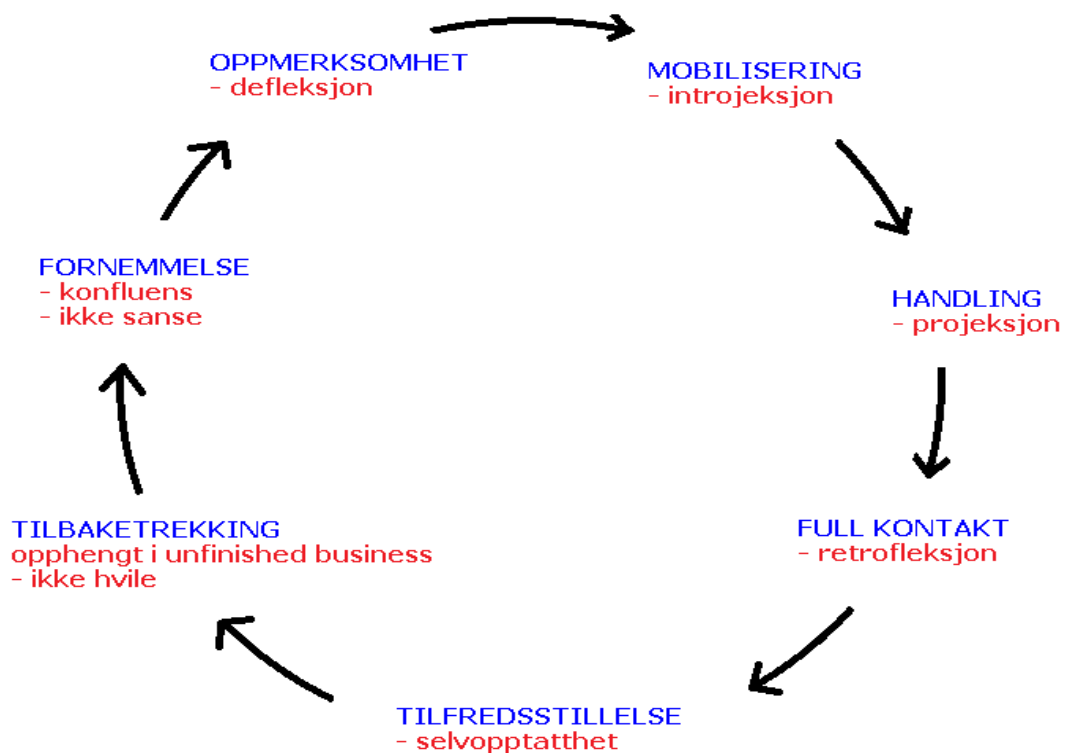 OPPMERKSOMHET
- defleksjon
MOBILISERING
- introjeksjon
HANDLING
- projeksjon
FULL KONTAKT
- retrofleksjon
TILFREDSSTILLELSE
- selvopptatthet
TILBAKETREKKING
opphengt i unfinished business
- ikke hvile
FORNEMMELSE
- konfluens
- ikke sanse